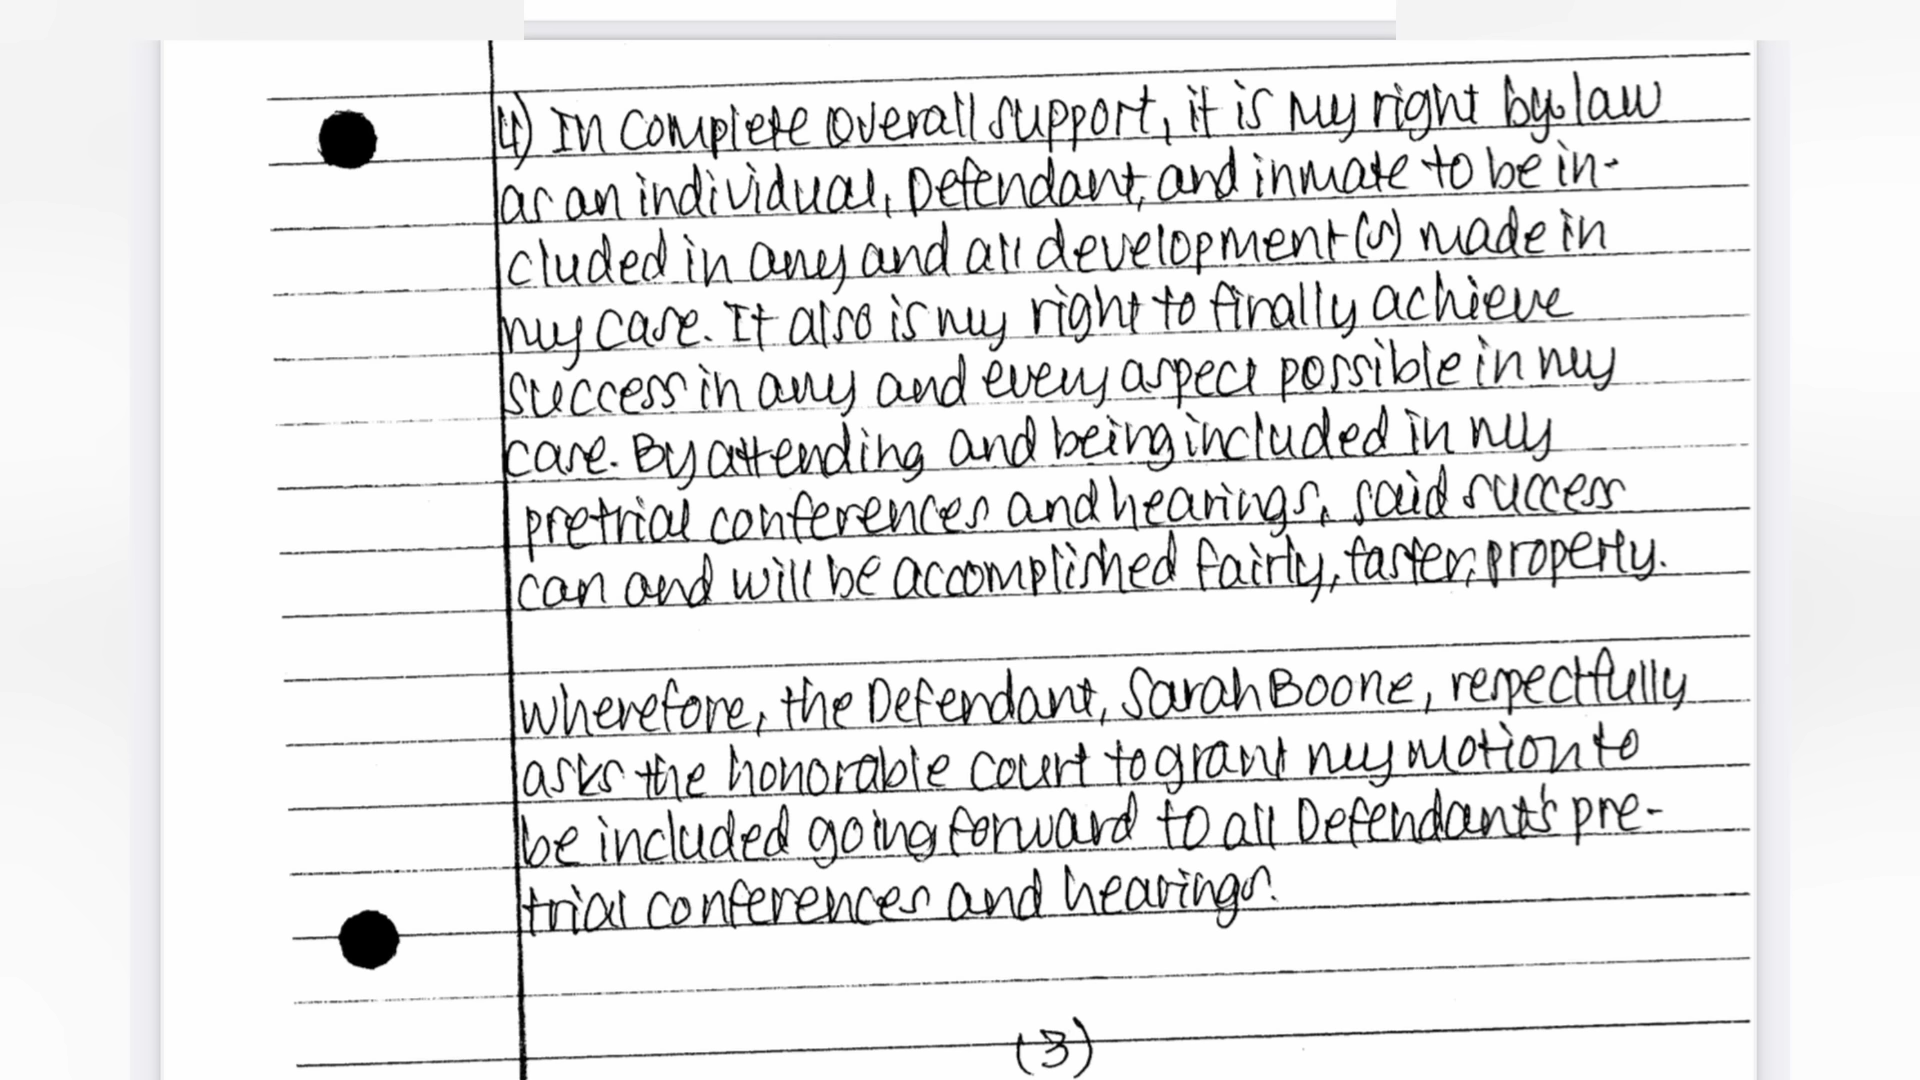 4) In complete overall support, it is my right by law
as an individual, Defendant, and inmate to be in-
cluded in any and all development(s) made in
my case. It also is my right to finally achieve
success in any and every aspect possible in my
case. By attending and being included in my
pretrial conferences and hearings, said success
can and will be accomplished fairly, faster, properly.
Wherefore, the Defendant, Sarah Boone, respectfully
asks the honorable court to grant my motion to
be included going forward to all Defendant's pre-
trial conferences and hearings.
(3)